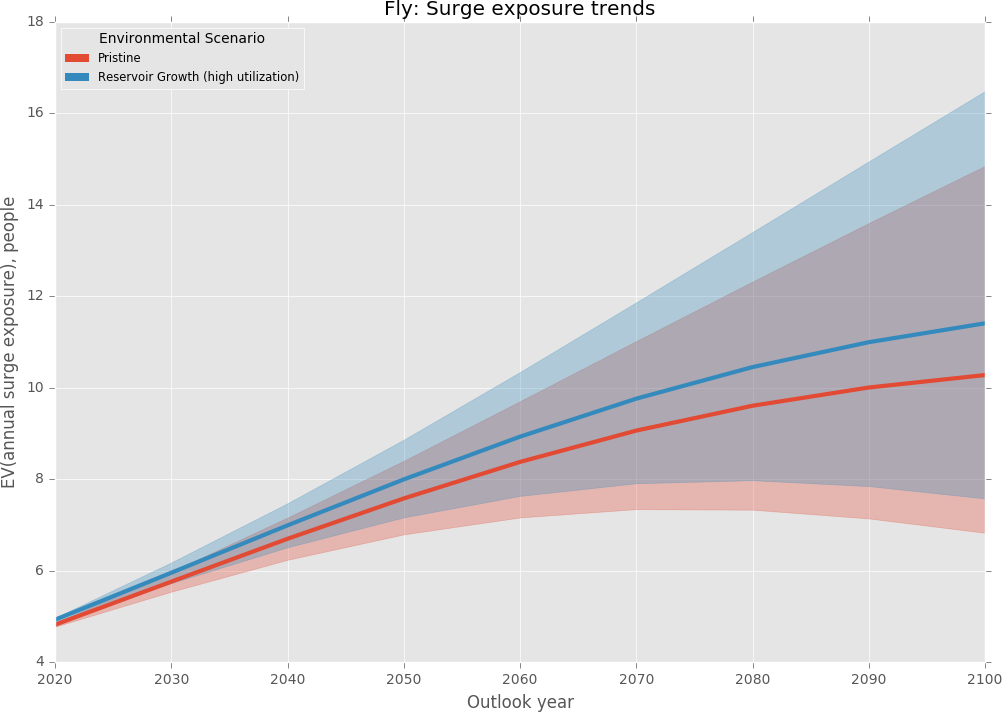 Fly: Surge exposure trends
Environmental Scenario
Pristine
Reservoir Growth (high utilization)
EV(annual surge exposure), people
18
16
14
12
10
8
6
4
2020 2030 2040 2050 2060 2070 2080 2090 2100
Outlook year